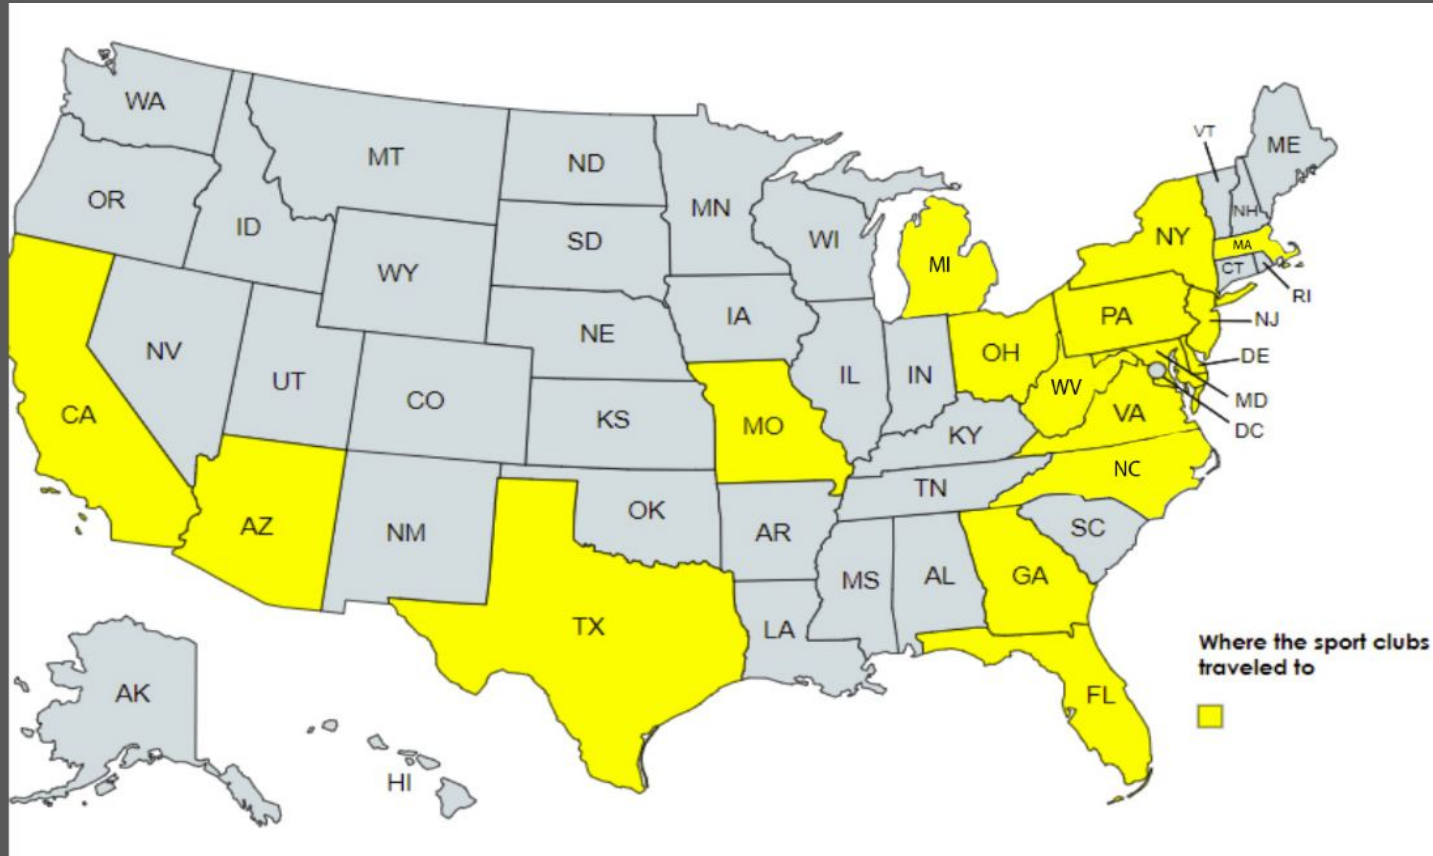 WA
MT
ND
MN
VT
ME
OR
ID
SD
WI
NH
NY
MA
WY
MI
CT
RI
IA
PA
NJ
NE
NV
OH
DE
UT
IL
IN
WV
MD
CO
VA
DC
CA
KS
MO
KY
NC
TN
AZ
NM
OK
AR
SC
MS
AL
GA
TX
LA
Where the sport clubs
traveled to
AK
FL
HI